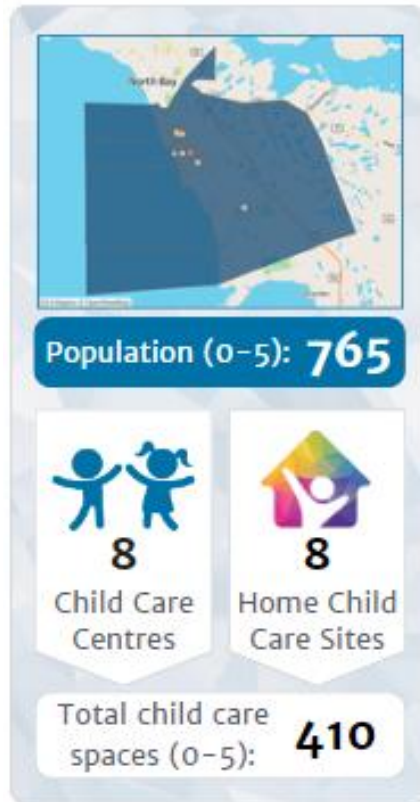 North Bay
Population (0-5): 765
8
Child Care
Centres
8
Home Child
Care Sites
Total child care
spaces (0-5): 410